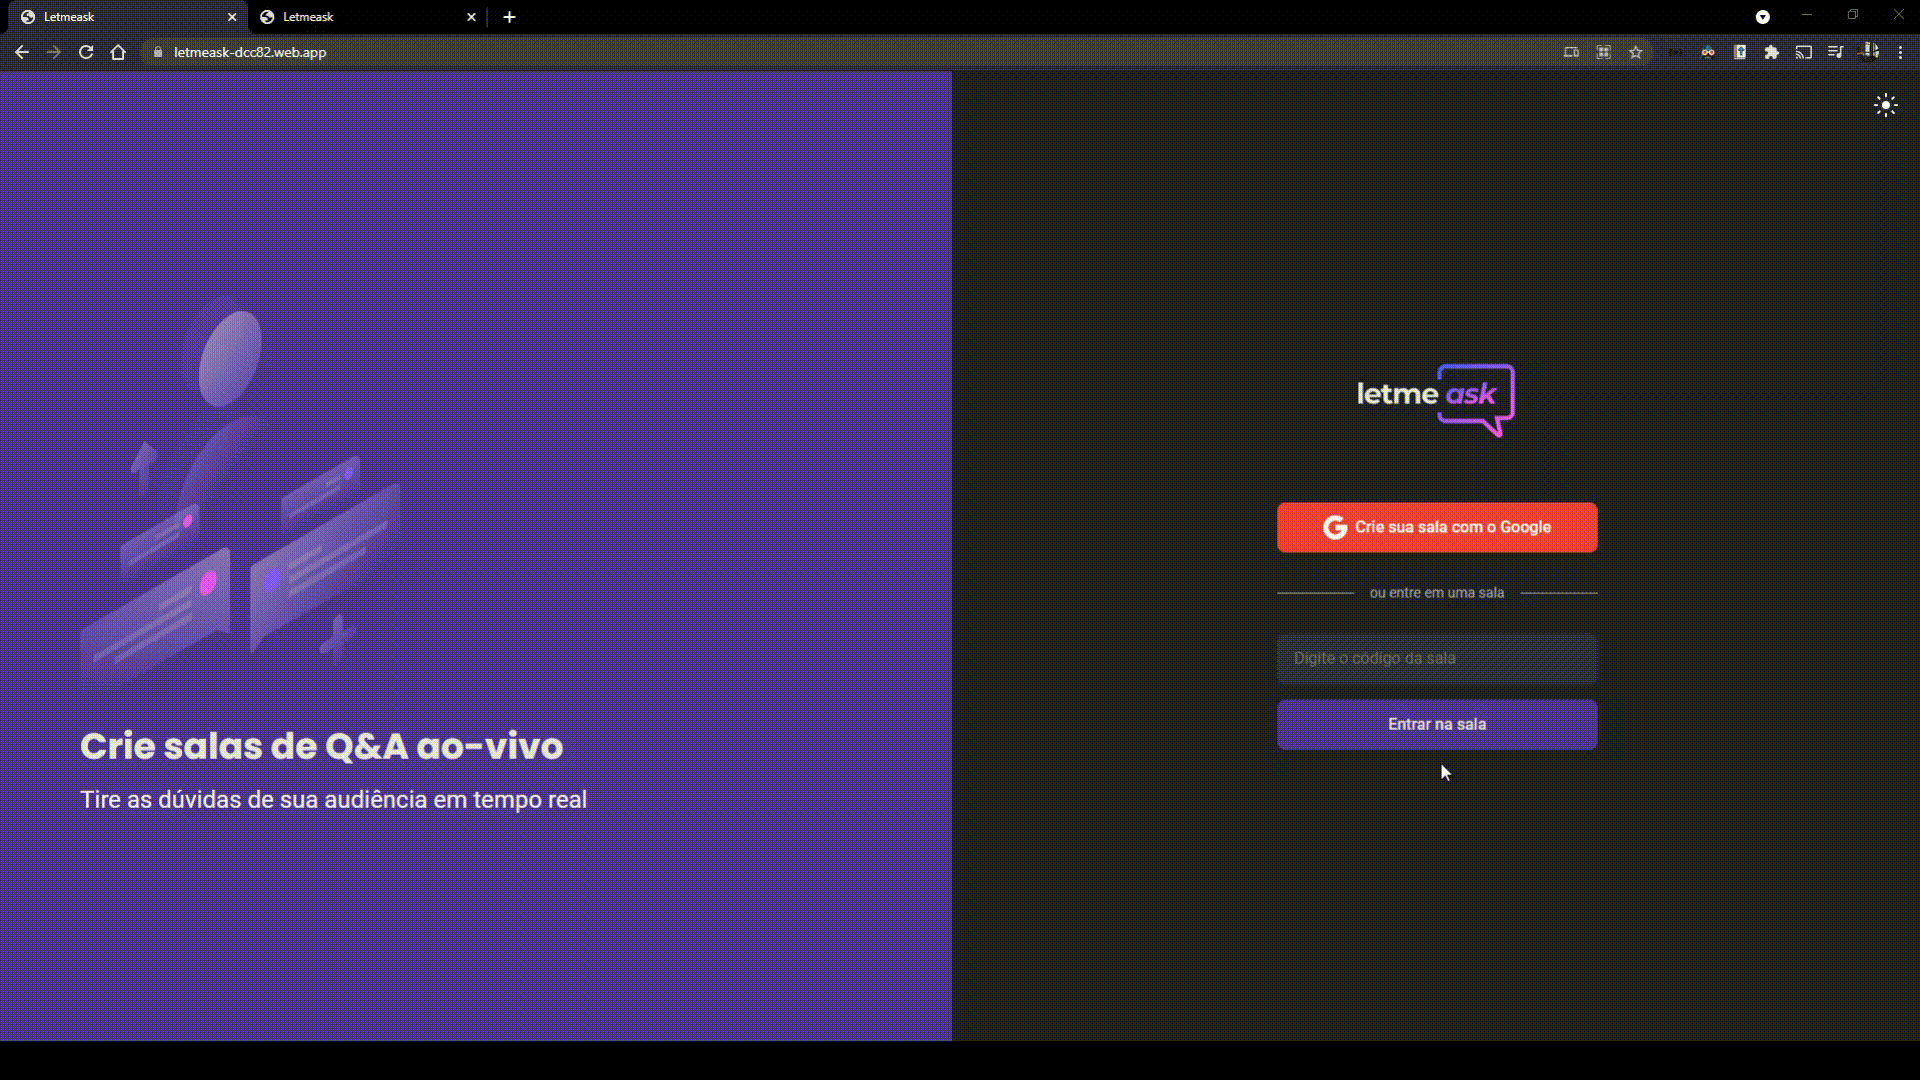 Letmeask
Letmeask
letmeask-dcc82.web.app
Crie salas de Q&A ao-vivo
Tire as dúvidas de sua audiência em tempo real
letme ask
Crie sua sala com o Google
ou entre em uma sala
Digite o código da sala
Entrar na sala